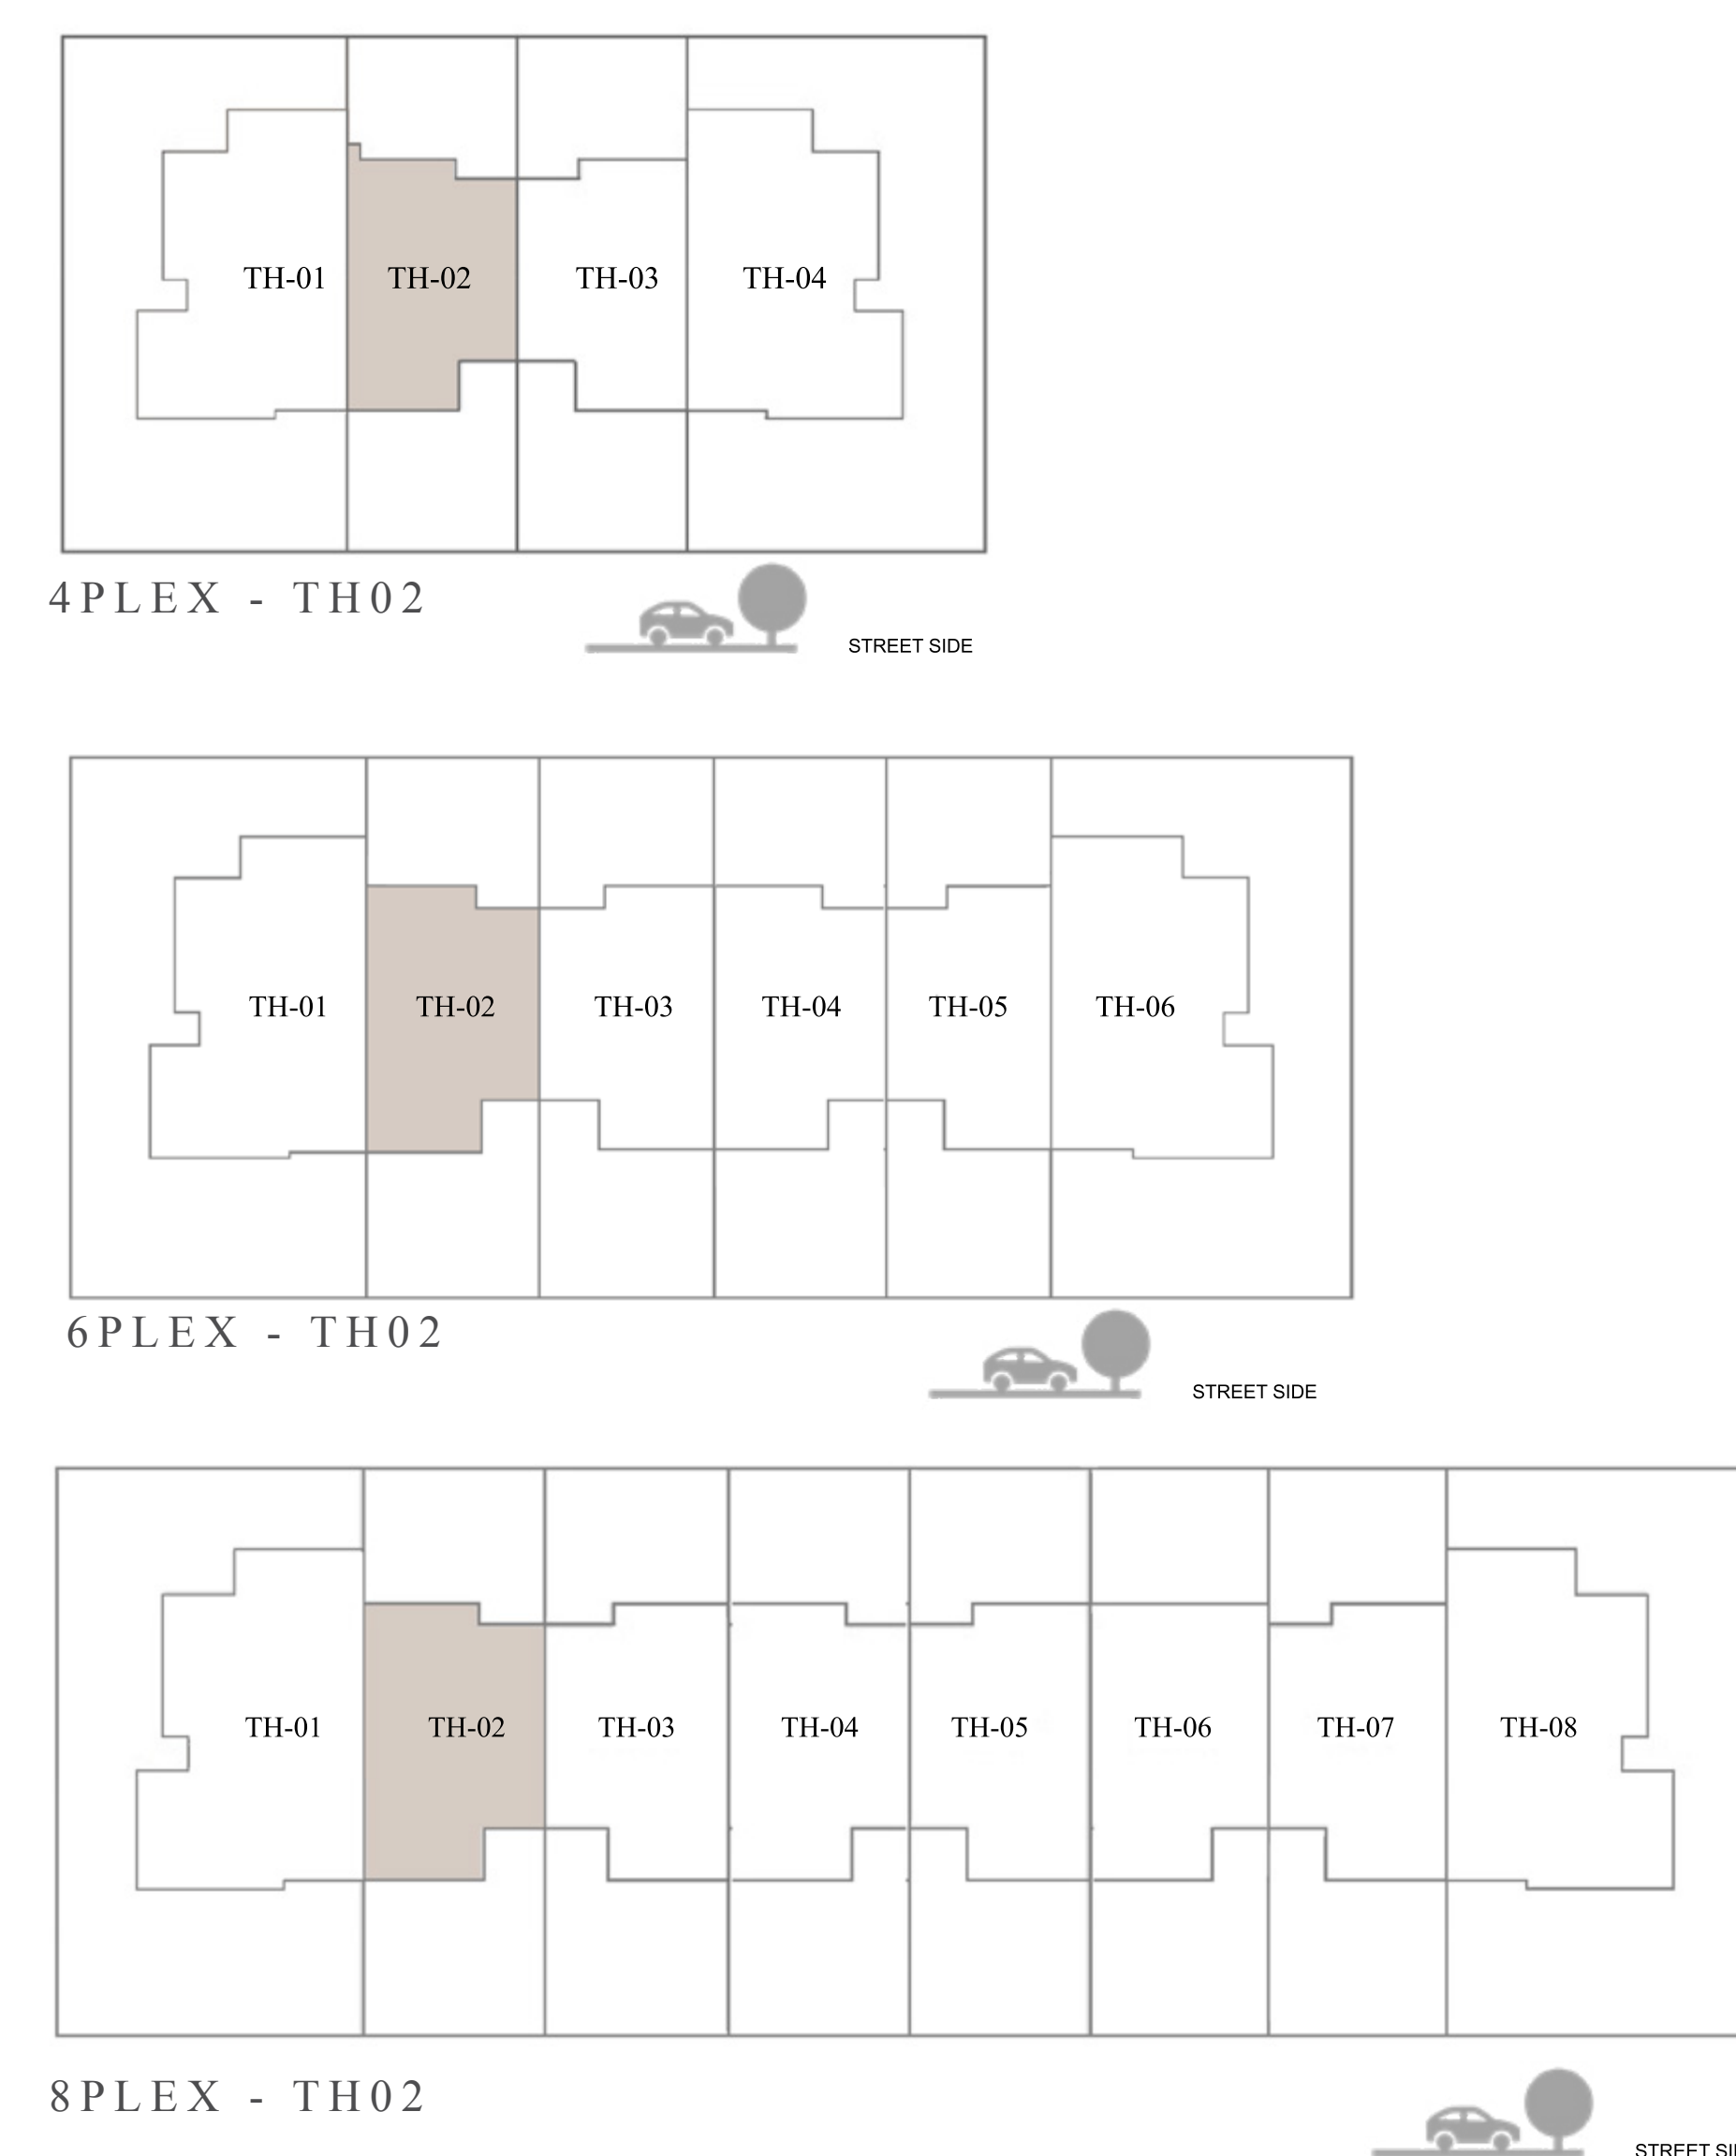 TH-01 TH-02 TH-03 TH-04
4PLEX - TH02
STREET SIDE
TH-01 TH-02 TH-03 TH-04 TH-05 TH-06
6PLEX - TH02
STREET SIDE
TH-01 TH-02 TH-03 TH-04 TH-05 TH-06 TH-07 TH-08
8PLEX - TH02
STREET